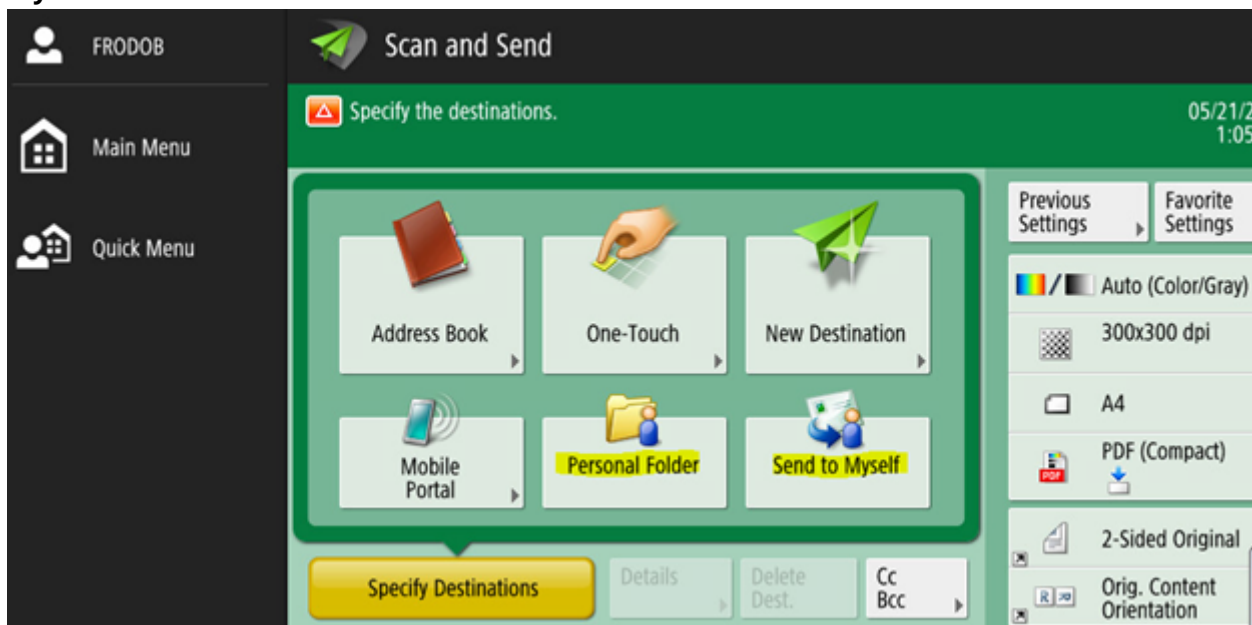 FRODOB
Main Menu
Quick Menu
Scan and Send
Specify the destinations.
05/21/2
1:05
Address Book
One-Touch
New Destination
Mobile
Portal
Personal Folder
Send to Myself
Specify Destinations
Details
Delete
Dest.
Cc
Bcc
Previous
Settings
Favorite
Settings
Auto (Color/Gray)
300x300 dpi
A4
PDF (Compact)
PDF
2-Sided Original
Orig. Content
Orientation